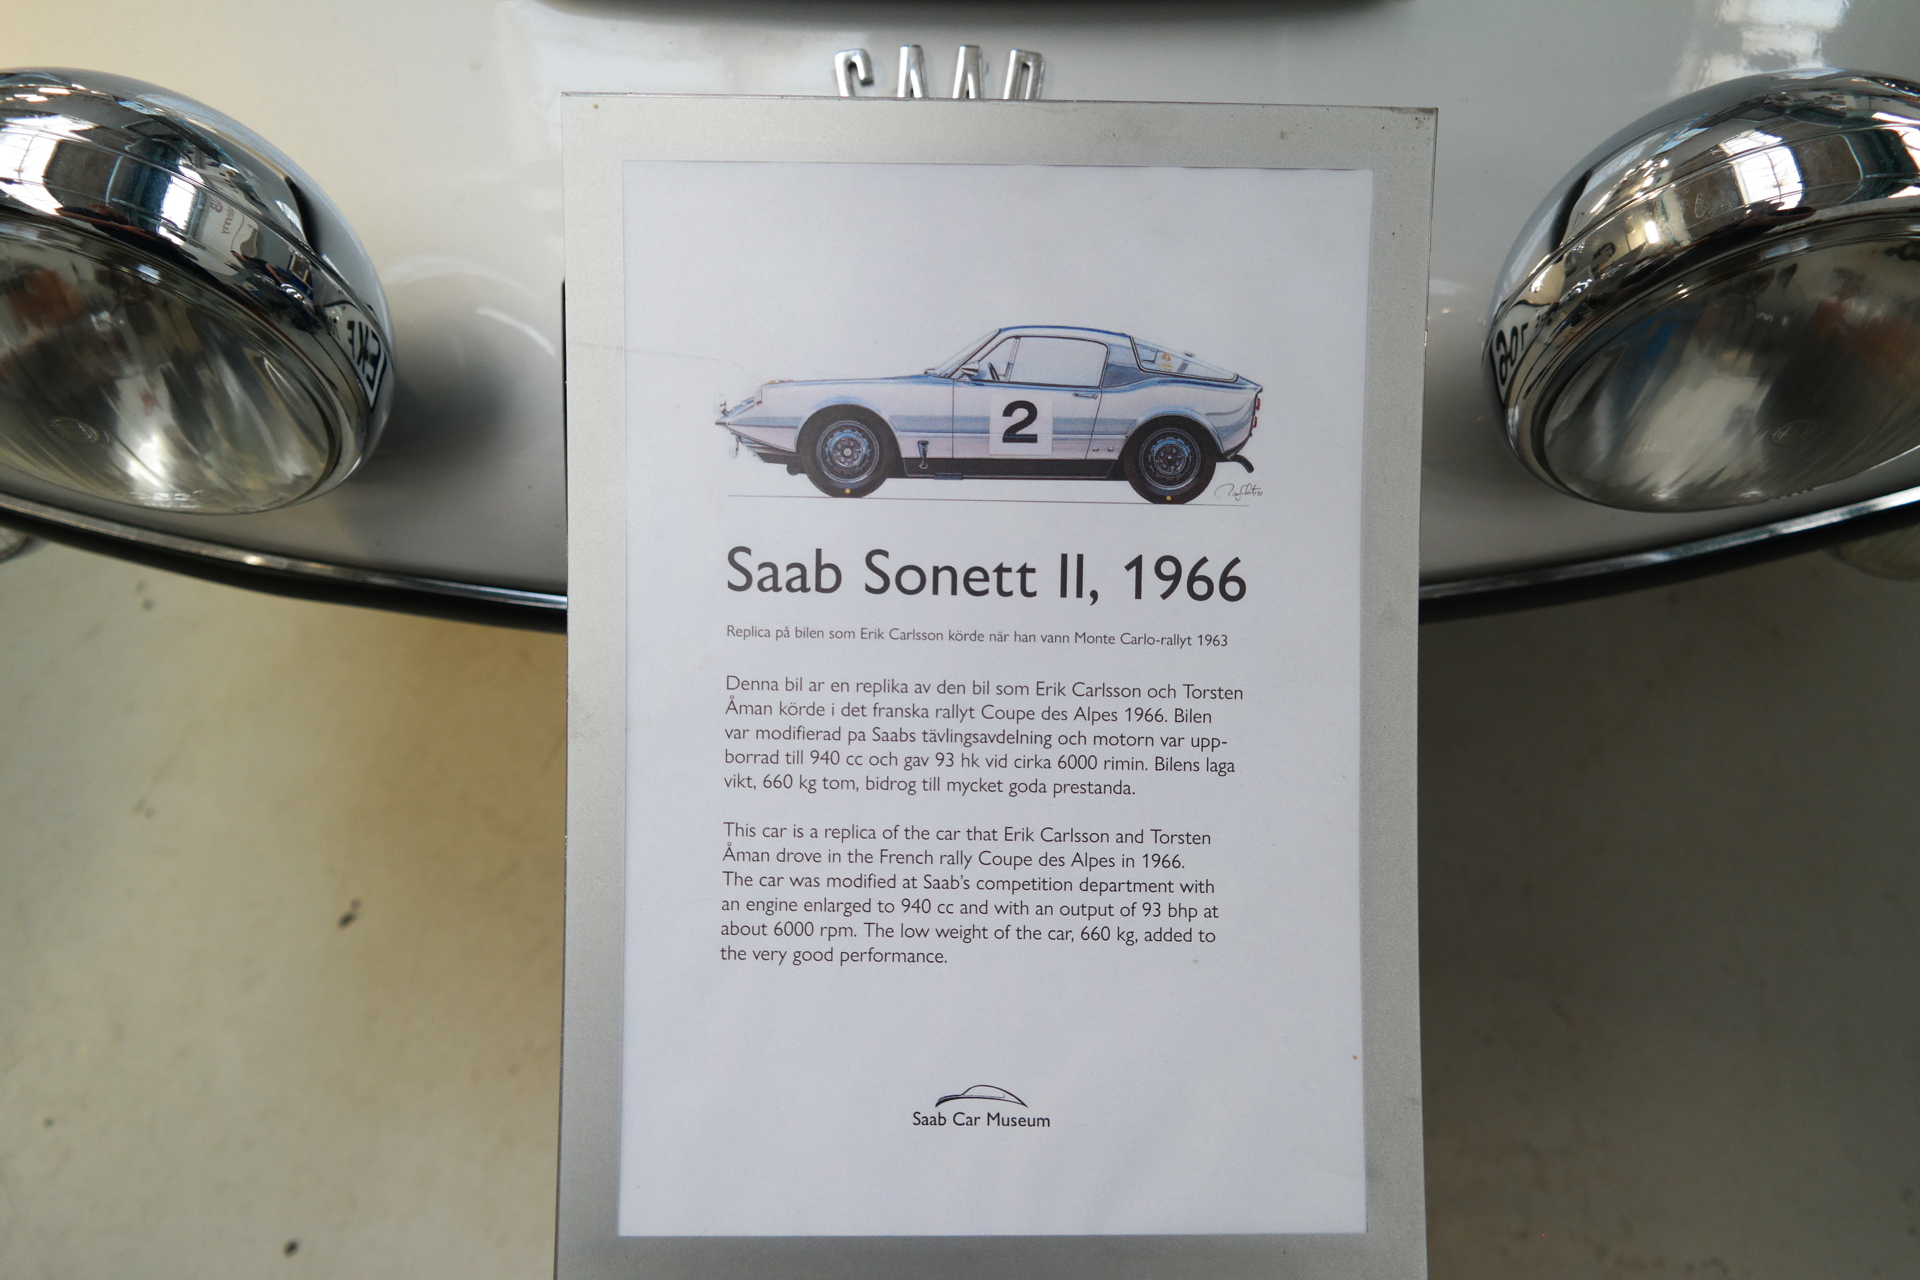 SAAB
2
Saab Sonett II, 1966
Replica på bilen som Erik Carlsson körde när han vann Monte Carlo-rallyt 1963
Denna bil ar en replika av den bil som Erik Carlsson och Torsten
Åman körde i det franska rallyt Coupe des Alpes 1966. Bilen
var modifierad pa Saabs tävlingsavdelning och motorn var upp-
borrad till 940 cc och gav 93 hk vid cirka 6000 rimin. Bilens laga
vikt, 660 kg tom, bidrog till mycket goda prestanda.
This car is a replica of the car that Erik Carlsson and Torsten
Åman drove in the French rally Coupe des Alpes in 1966.
The car was modified at Saab's competition department with
an engine enlarged to 940 cc and with an output of 93 bhp at
about 6000 rpm. The low weight of the car, 660 kg, added to
the very good performance.
Saab Car Museum